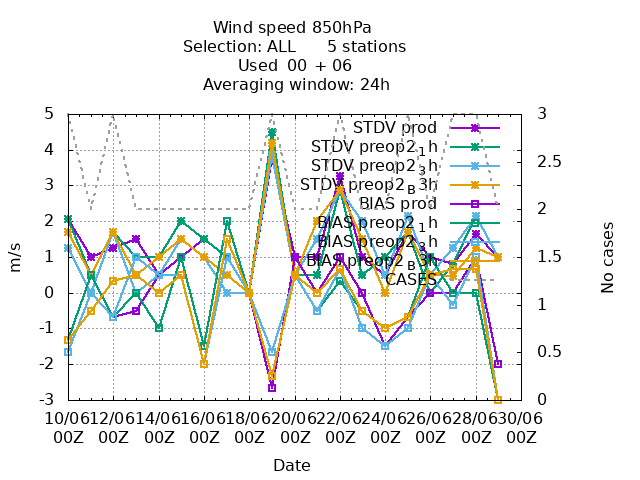 Wind speed 850hPa
Selection: ALL 5 stations
Used 00 + 06
Averaging window: 24h
5
4
3
2
1
0
-1
-2
-3
3
2.5
2
1.5
1
0.5
0
m/s
No cases
STDV prod
STDV preop2_1h
STDV preop2_3h
STDV preop2_B3h
BIAS prod
BIAS preop2_1h
BIAS preop2_3h
BIAS preop2_B3h
CASES
10/06 12/06 14/06 16/06 18/06 20/06 22/06 24/06 26/06 28/06 30/06
00Z 00Z 00Z 00Z 00Z 00Z 00Z 00Z 00Z 00Z 00Z
Date